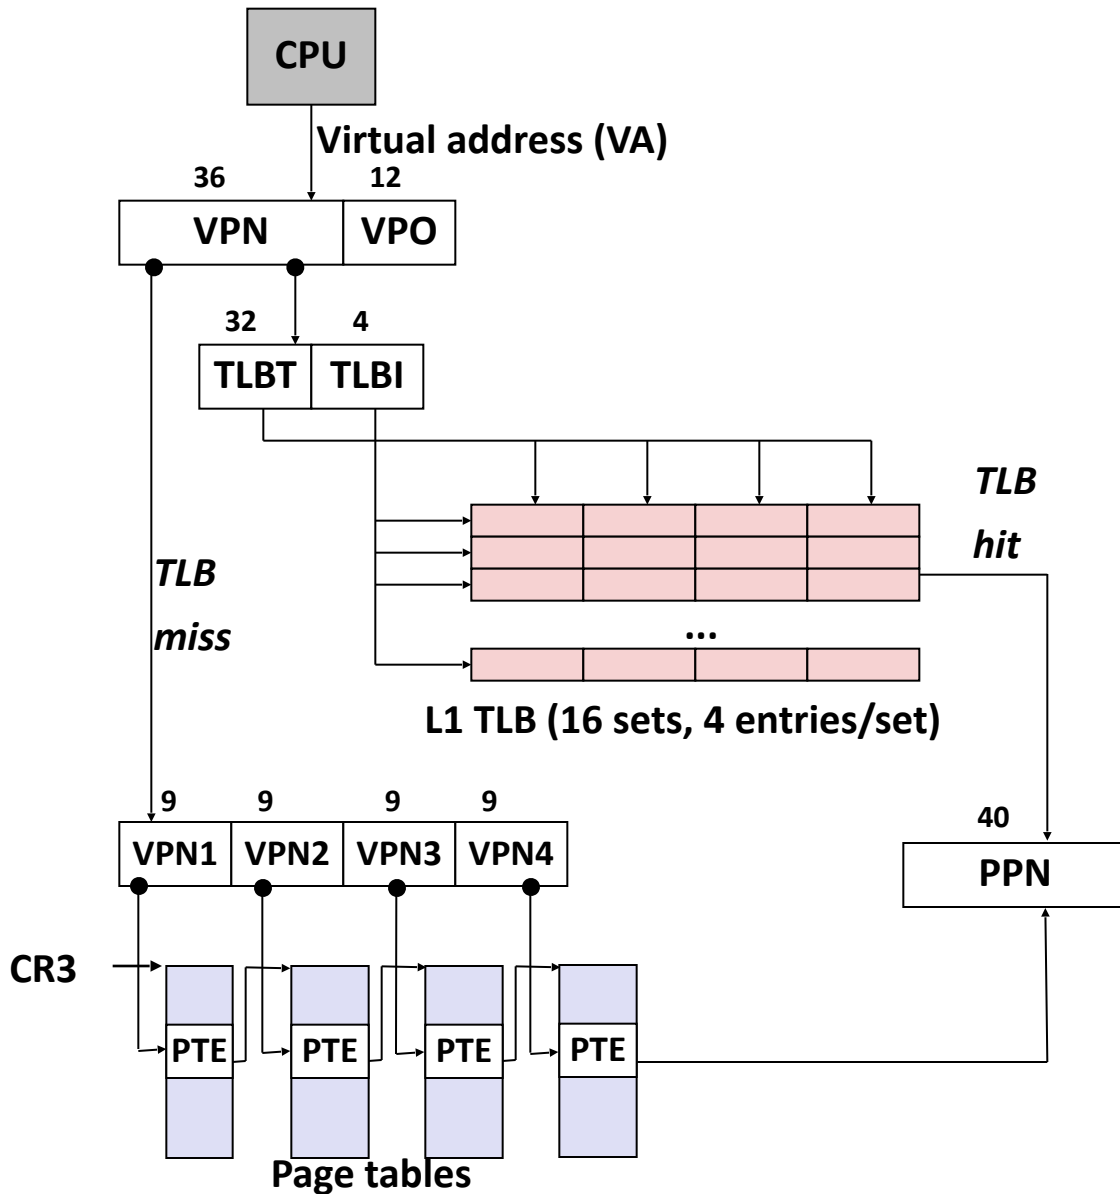 CPU
Virtual address (VA)
36 12
VPN VPO
32 4
TLBT TLBI
TLB
hit
TLB
miss
...
L1 TLB (16 sets, 4 entries/set)
9 9 9 9
VPN1 VPN2 VPN3 VPN4
40
PPN
CR3
PTE PTE PTE PTE
Page tables